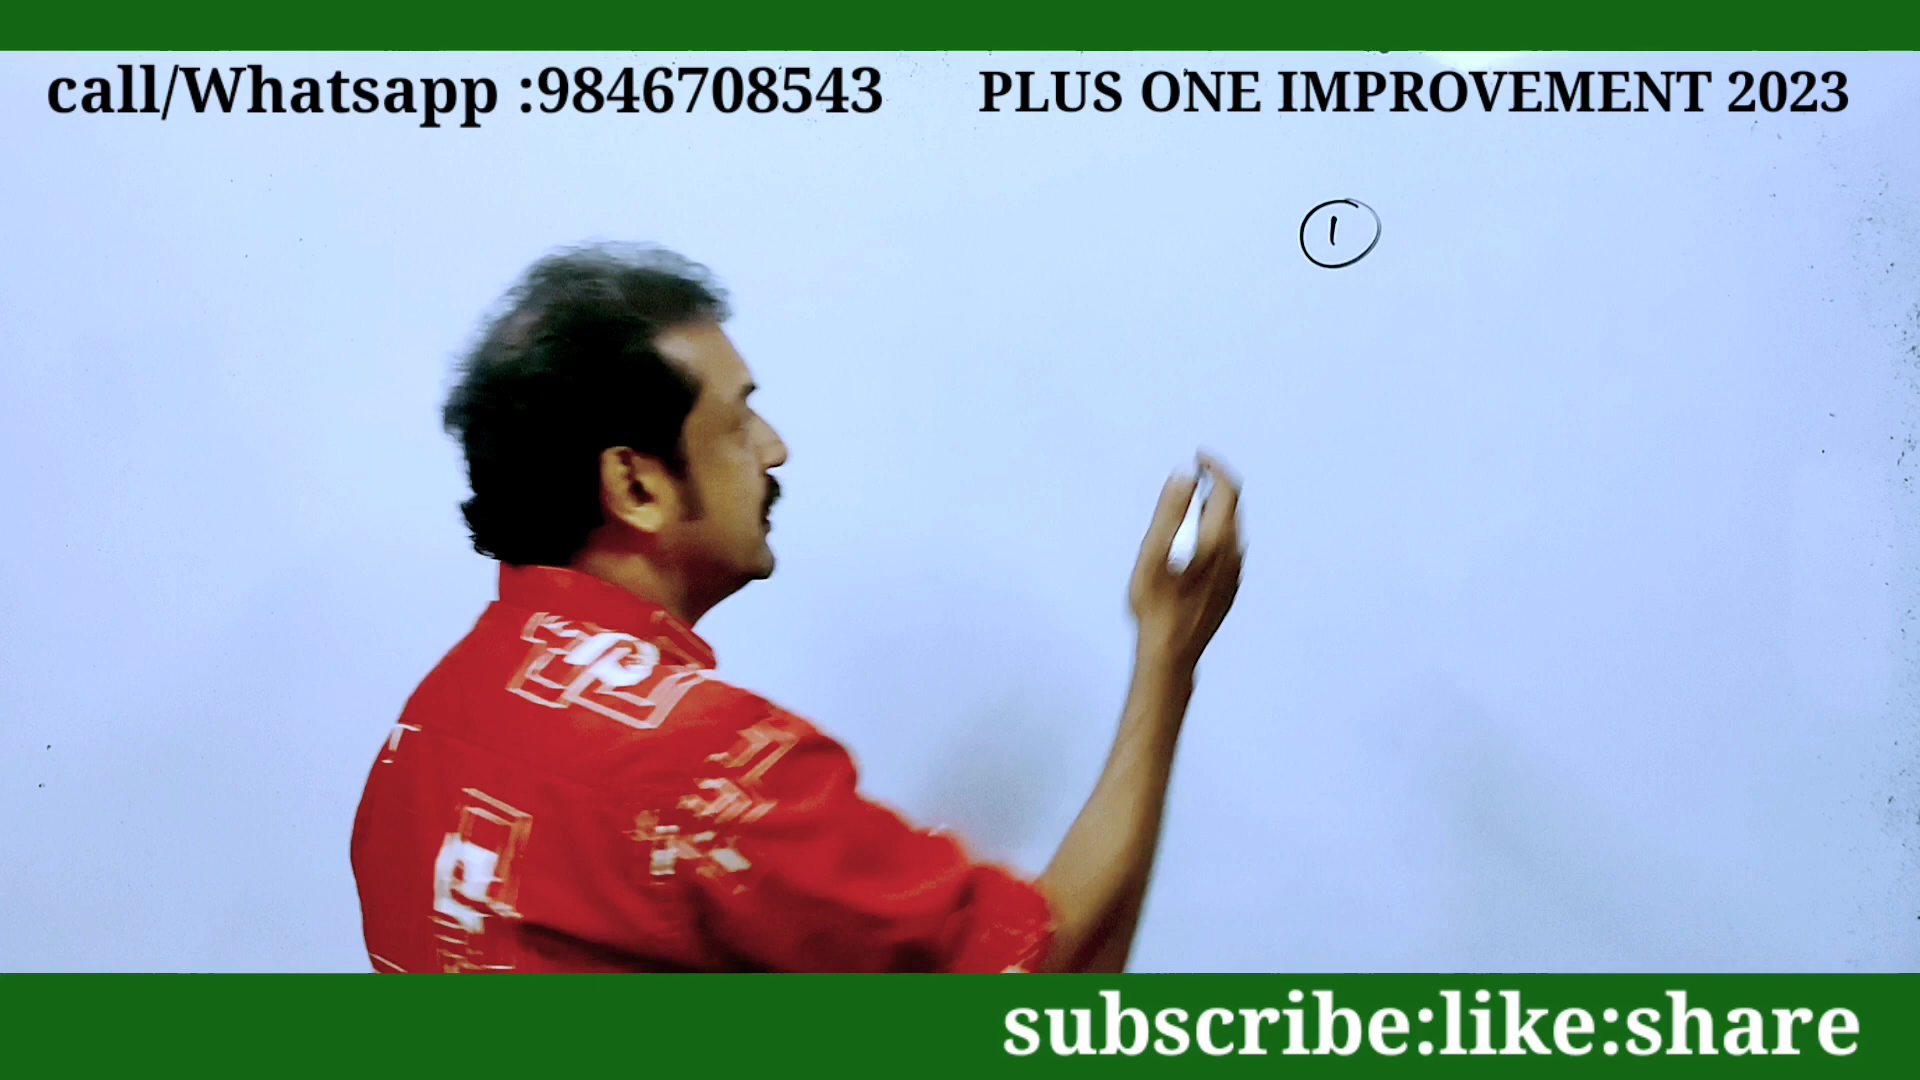 call/Whatsapp :9846708543
PLUS ONE IMPROVEMENT 2023
1
subscribe:like:share